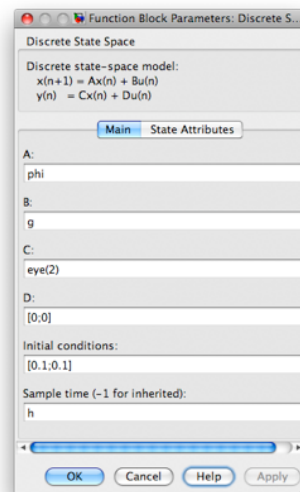 Function Block Parameters: Discrete S...
Discrete State Space
Discrete state-space model:
x(n+1) = Ax(n) + Bu(n)
y(n) = Cx(n) + Du(n)
Main State Attributes
A:
phi
B:
g
C:
eye(2)
D:
[0;0]
Initial conditions:
[0.1;0.1]
Sample time (-1 for inherited):
h
OK Cancel Help Apply